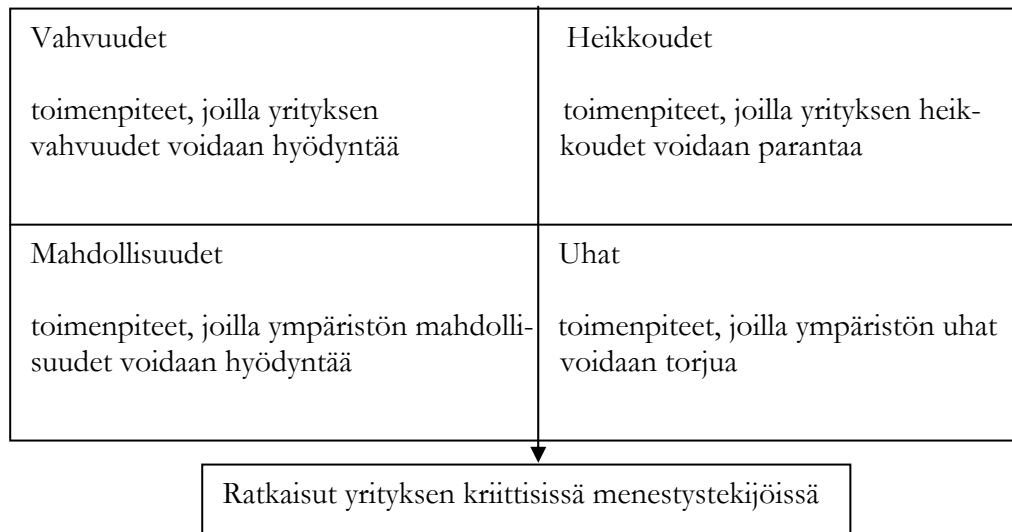 Vahvuudet
toimenpiteet, joilla yrityksen
vahvuudet voidaan hyödyntää
Heikkoudet
toimenpiteet, joilla yrityksen heik-
koudet voidaan parantaa
Mahdollisuudet
toimenpiteet, joilla ympäristön mahdolli-
suudet voidaan hyödyntää
Uhat
toimenpiteet, joilla ympäristön uhat
voidaan torjua
Ratkaisut yrityksen kriittisissä menestystekijöissä